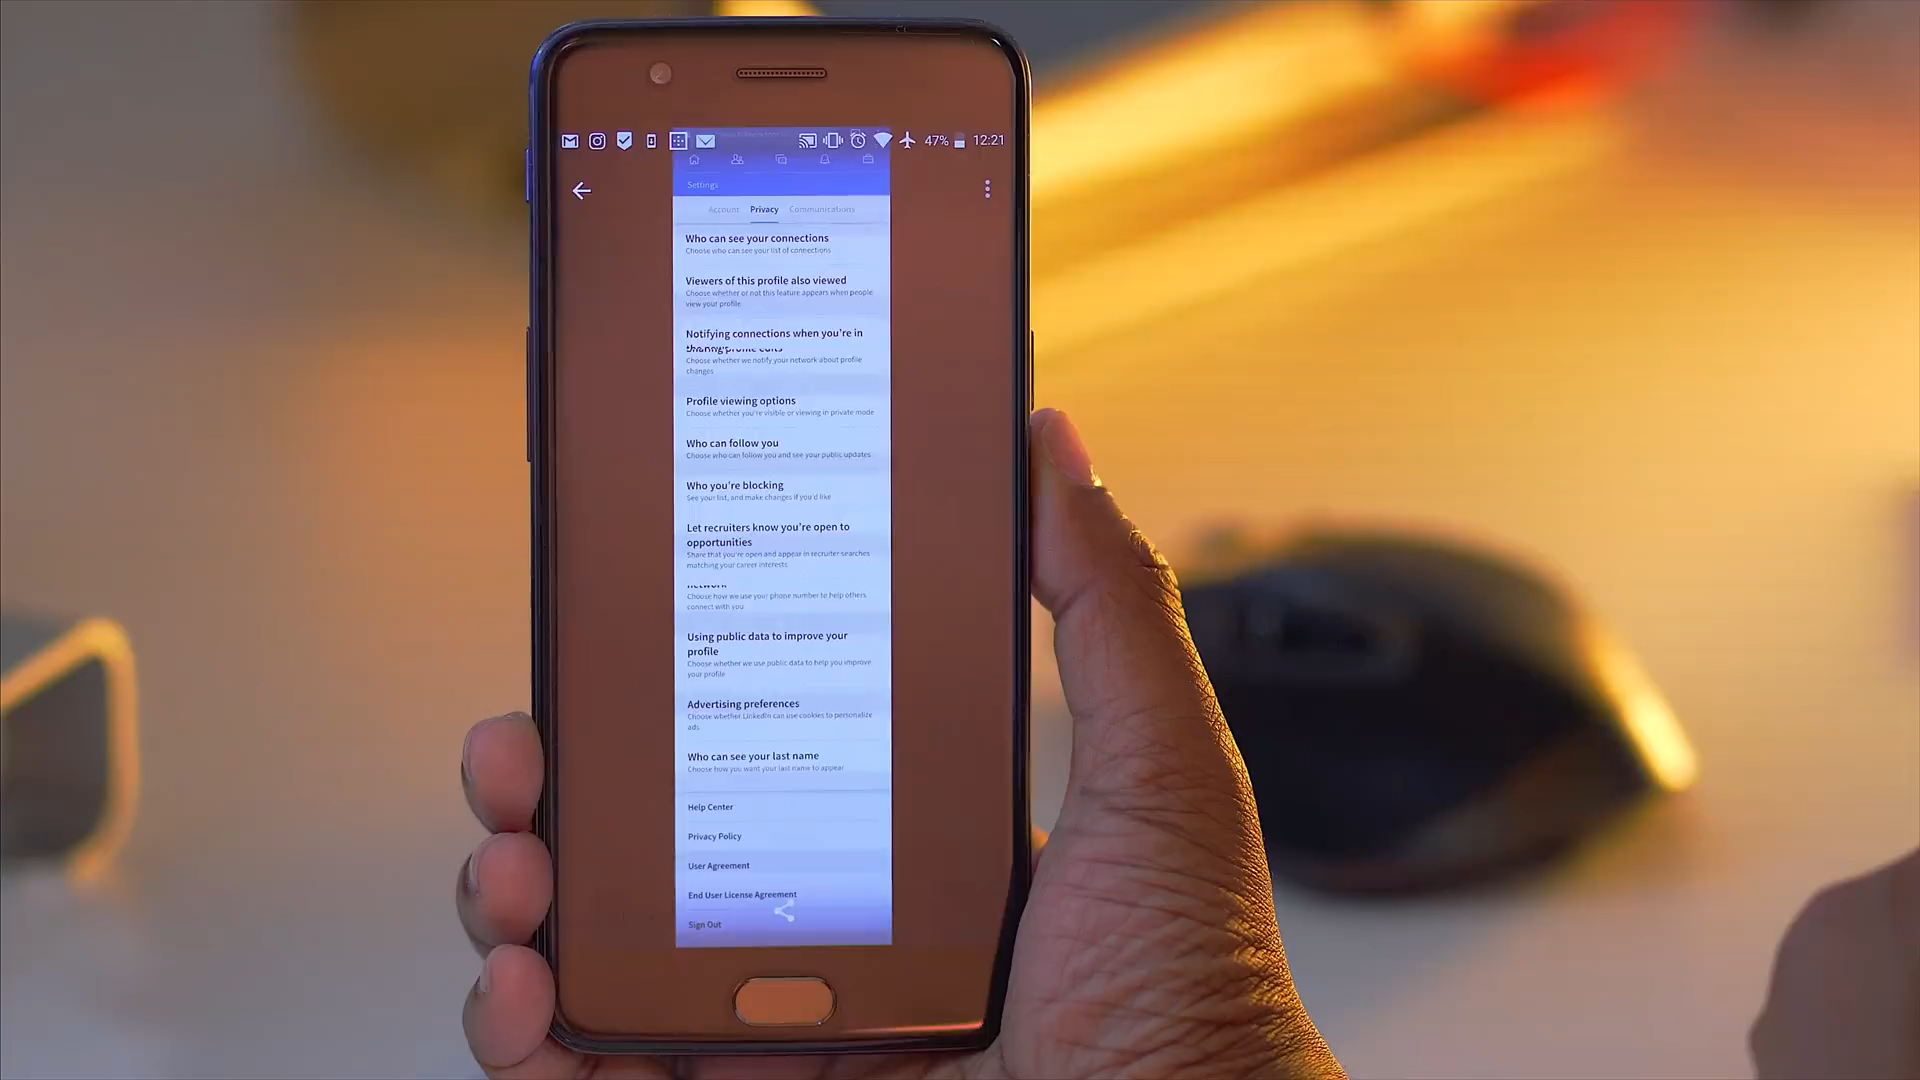 47% 12:21
Settings
Account Privacy Communications
Who can see your connections
Choose who can see your list of connections
Viewers of this profile also viewed
Choose whether or not this feature appears when people
view your profile
Notifying connections when you're in
Choose whether we notify your network about profile
changes
Profile viewing options
Choose whether you're visible or viewing in private mode
Who can follow you
Choose who can follow you and see your public updates
Who you're blocking
See your list, and make changes if you'd like
Let recruiters know you're open to
opportunities
Share that you're open and appear in recruiter searches
matching your career interests
Choose how we use your phone number to help others
connect with you
Using public data to improve your
profile
Choose whether we use public data to help you improve
your profile
Advertising preferences
Choose whether LinkedIn can use cookies to personalize
ads
Who can see your last name
Choose how you want your last name to appear
Help Center
Privacy Policy
User Agreement
End User License Agreement
Sign Out